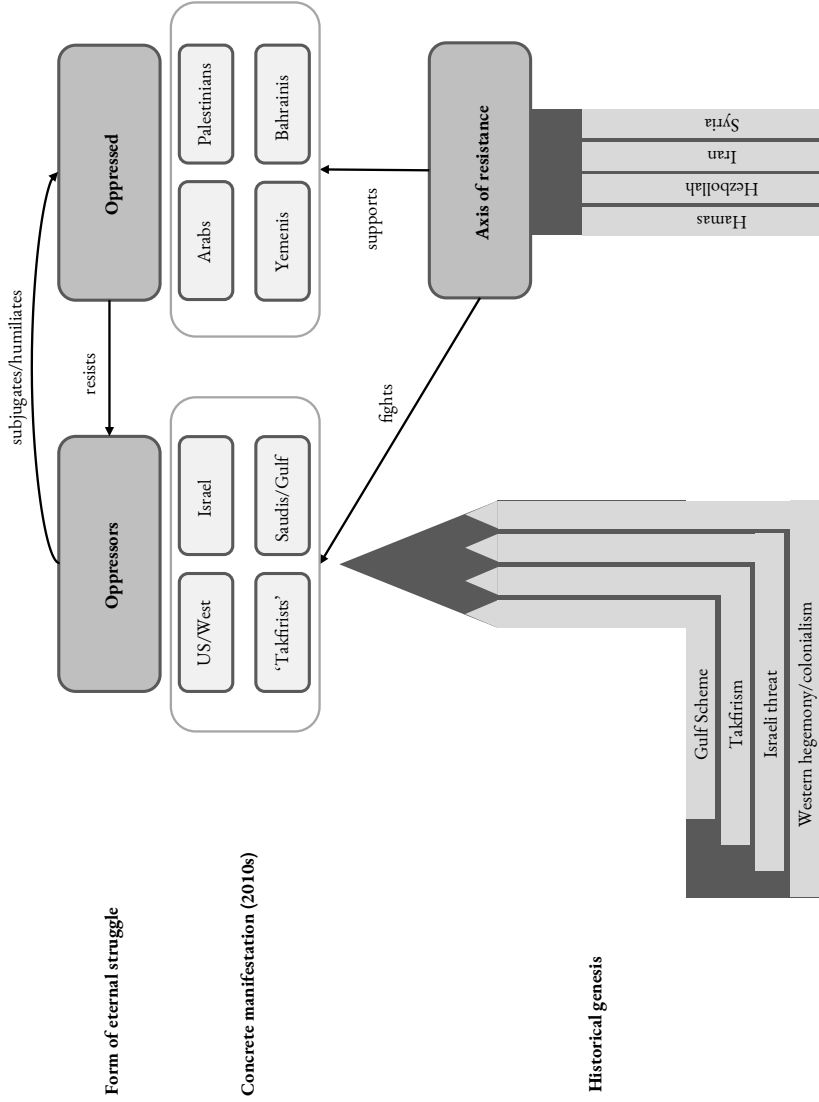 subjugates/humiliates
Form of eternal struggle
Oppressors
resists
Oppressed
Concrete manifestation (2010s)
US/West
Israel
Arabs
Palestinians
‘Takfirists’
Saudis/Gulf
Yemenis
Bahrainis
fights
supports
Axis of resistance
Historical genesis
Gulf Scheme
Takfirism
Israeli threat
Western hegemony/colonialism
Hamas
Hezbollah
Iran
Syria